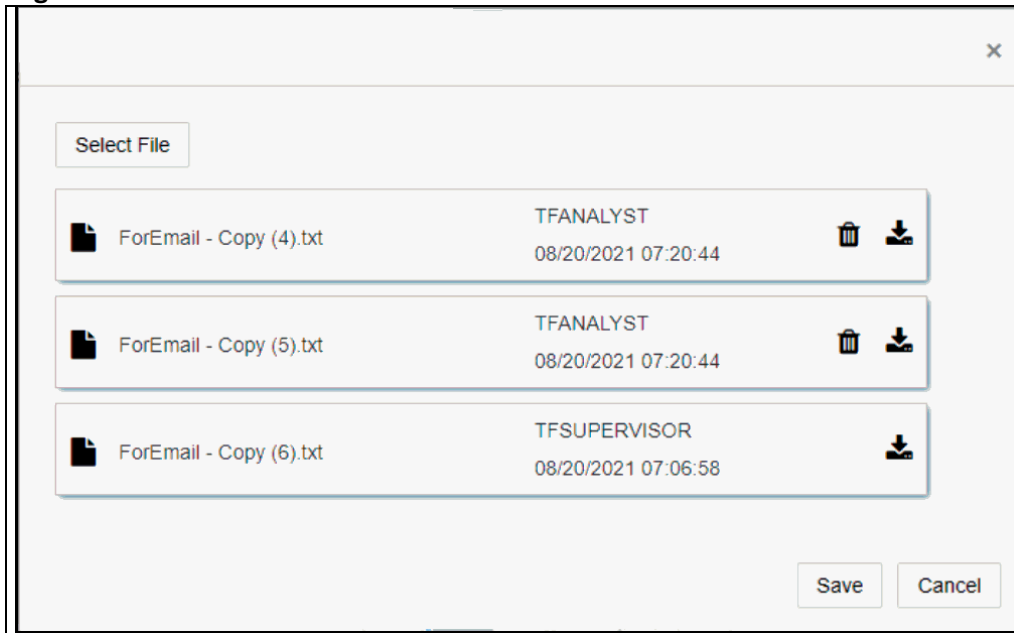 ×
Select File
TFANALYST
ForEmail - Copy (4).txt
08/20/2021 07:20:44
TFANALYST
ForEmail - Copy (5).txt
08/20/2021 07:20:44
TFSUPERVISOR
ForEmail - Copy (6).txt
08/20/2021 07:06:58
Save Cancel